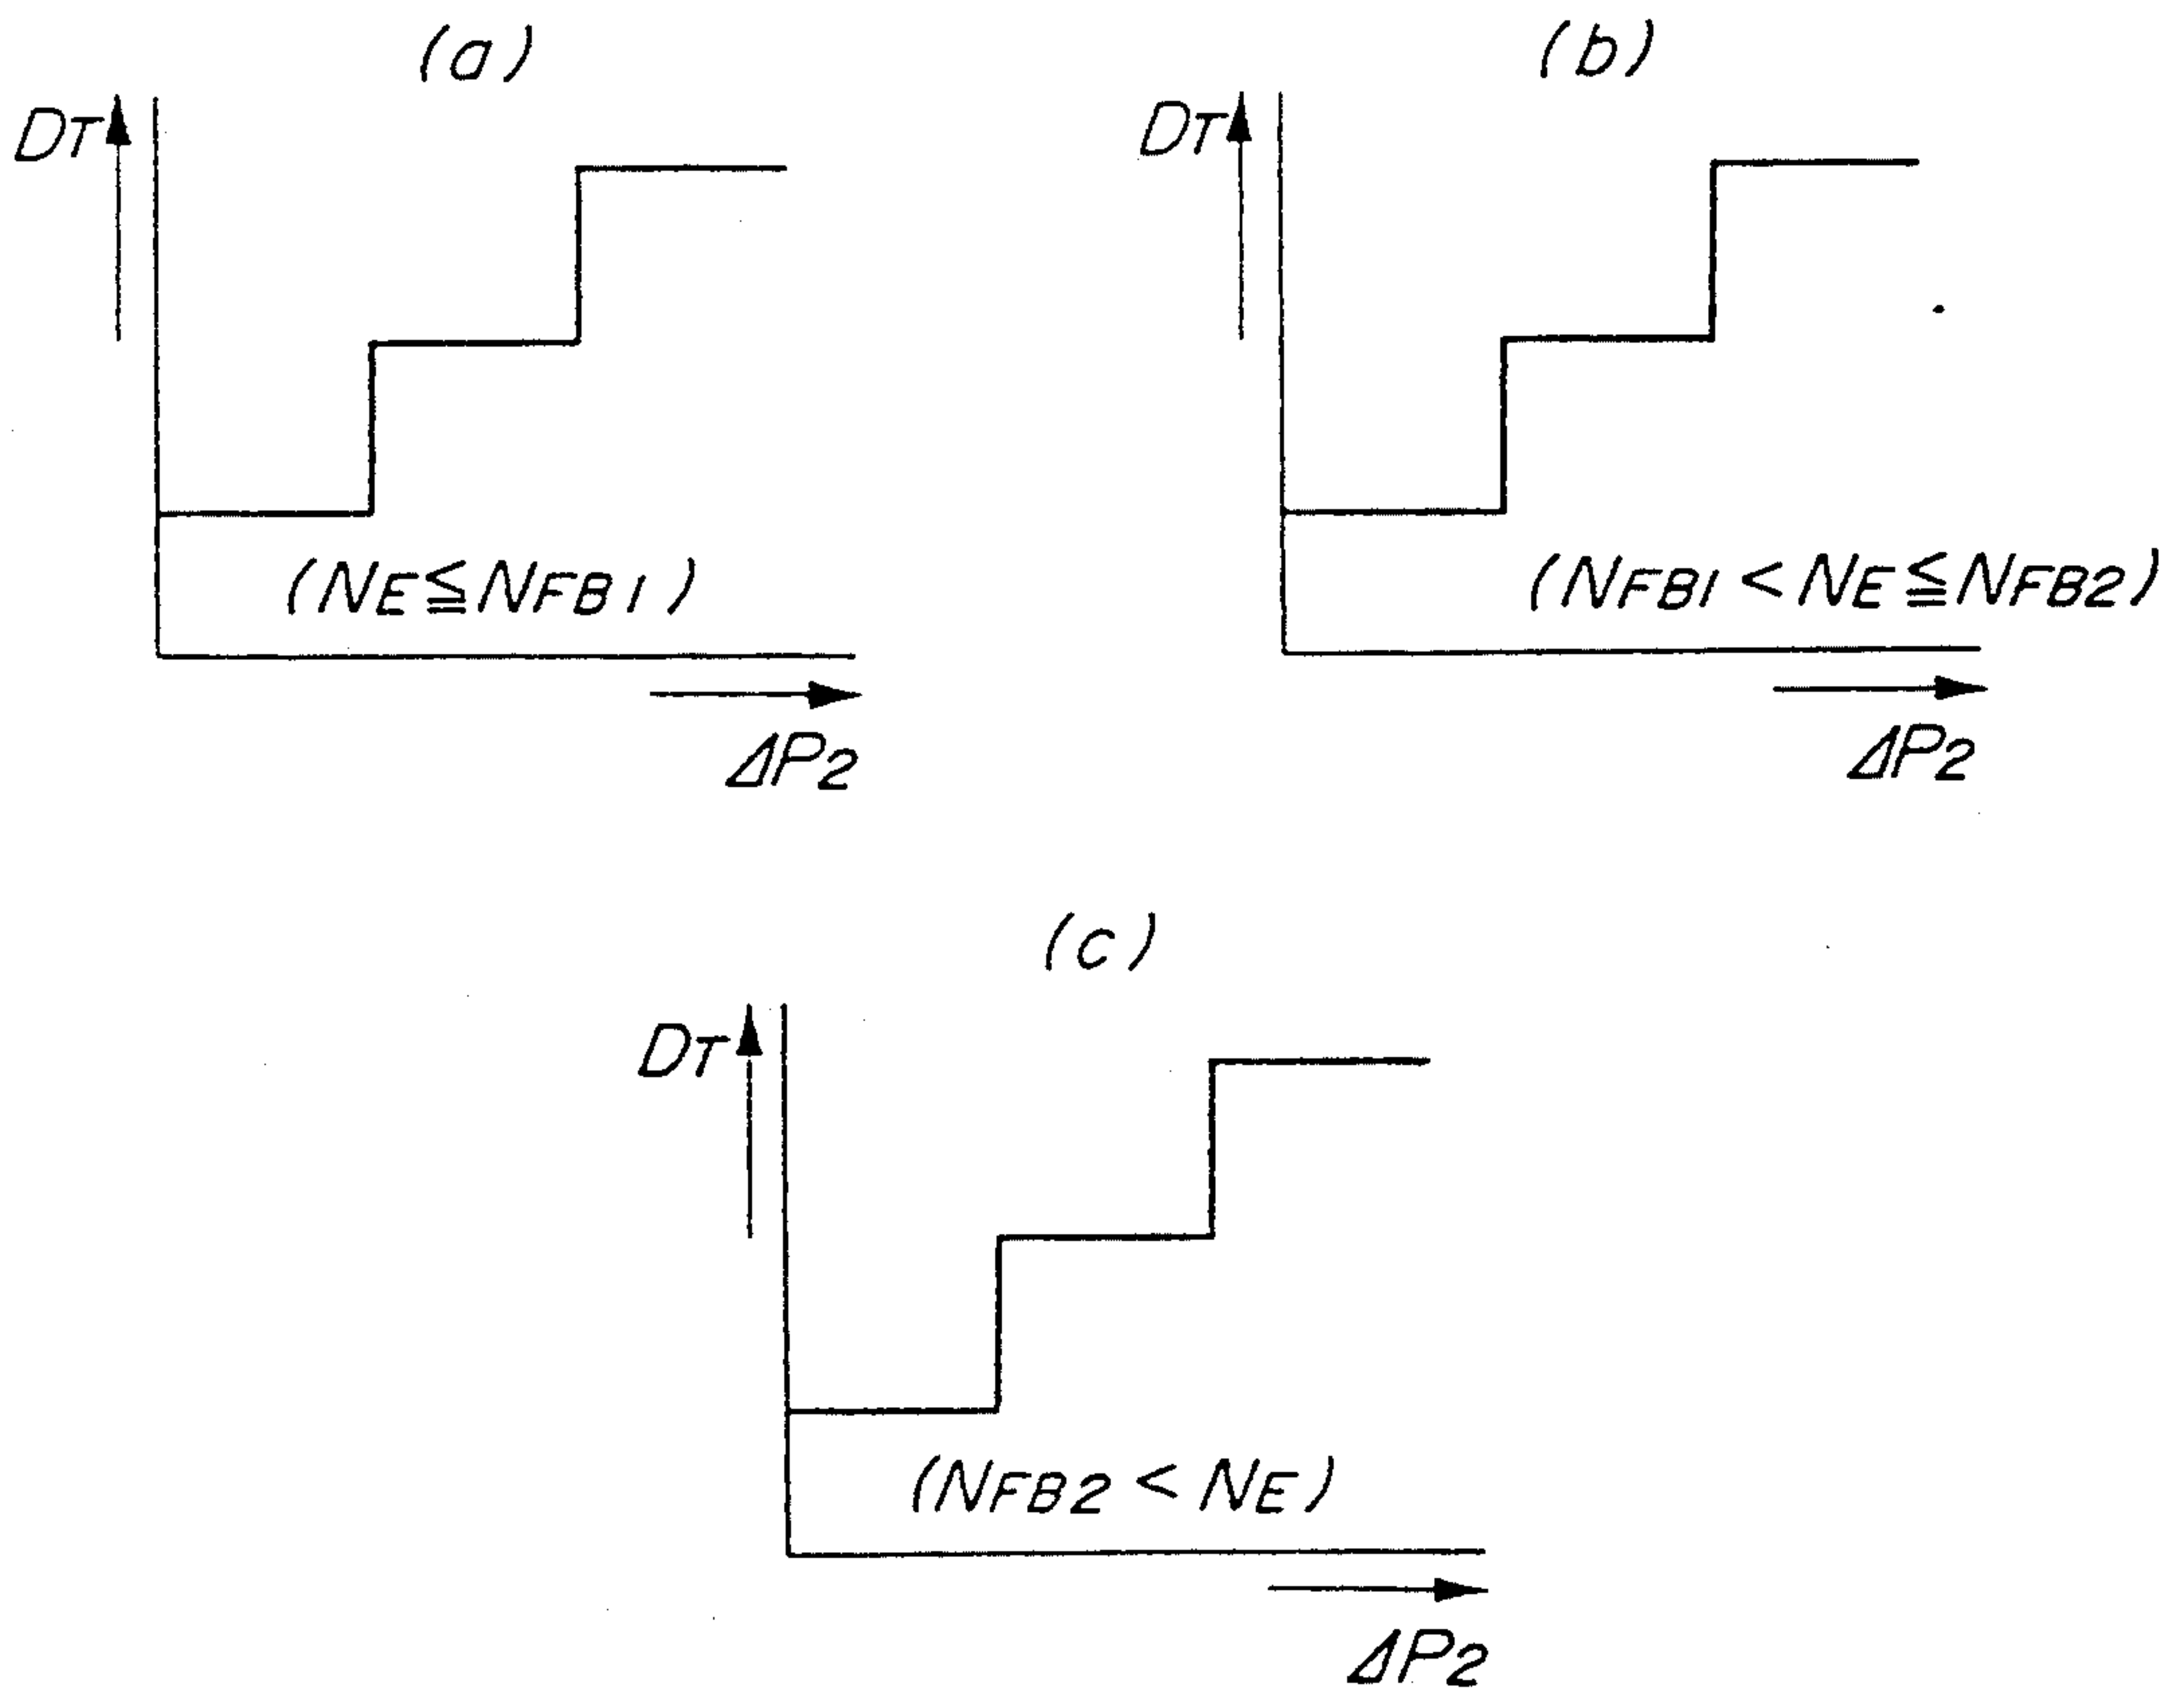 (a)
DT
(NE≦NFB1)
ΔP2
(b)
DT
(NFB1<NE≦NFB2)
ΔP2
(c)
DT
(NFB2<NE)
ΔP2